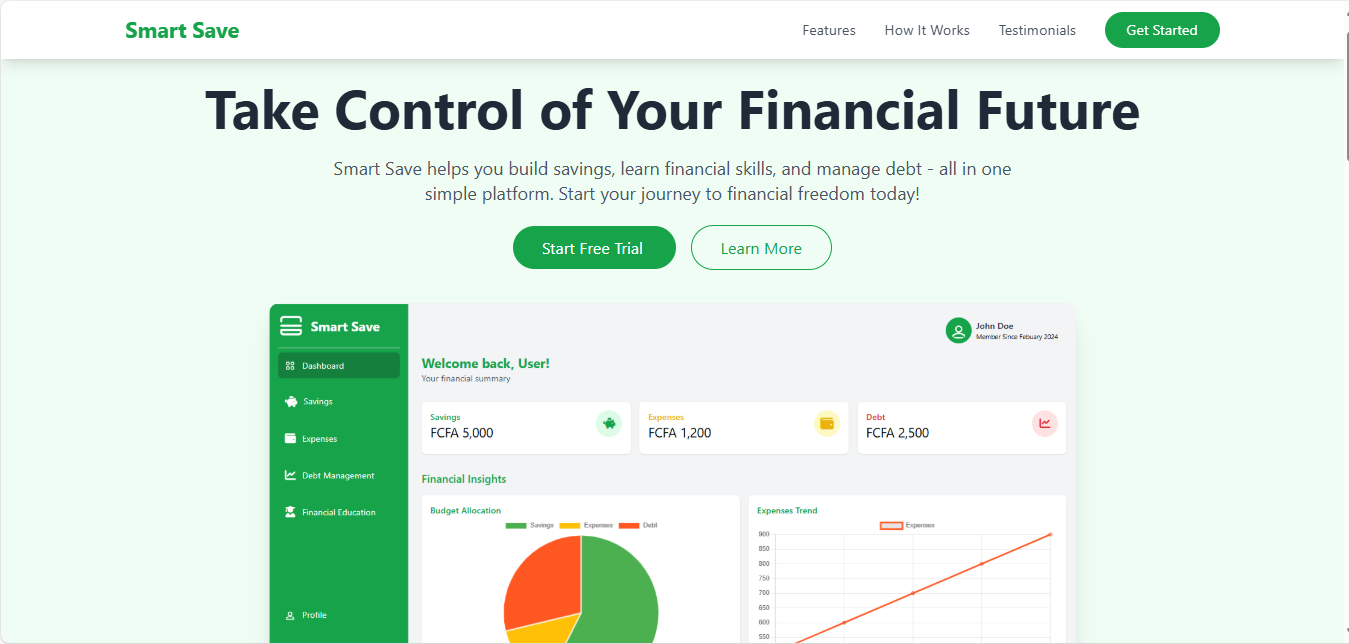 Smart Save
Features
How It Works
Testimonials
Get Started
Take Control of Your Financial Future
Smart Save helps you build savings, learn financial skills, and manage debt - all in one
simple platform. Start your journey to financial freedom today!
Start Free Trial
Learn More
Smart Save
Dashboard
Savings
Expenses
Debt Management
Financial Education
Profile
John Doe
Member Since Febuary 2024
Welcome back, User!
Your financial summary
Savings
FCFA 5,000
Expenses
FCFA 1,200
Debt
FCFA 2,500
Financial Insights
Budget Allocation
Savings Expenses Debt
Expenses Trend
Expenses
900
850
800
750
700
650
600
550